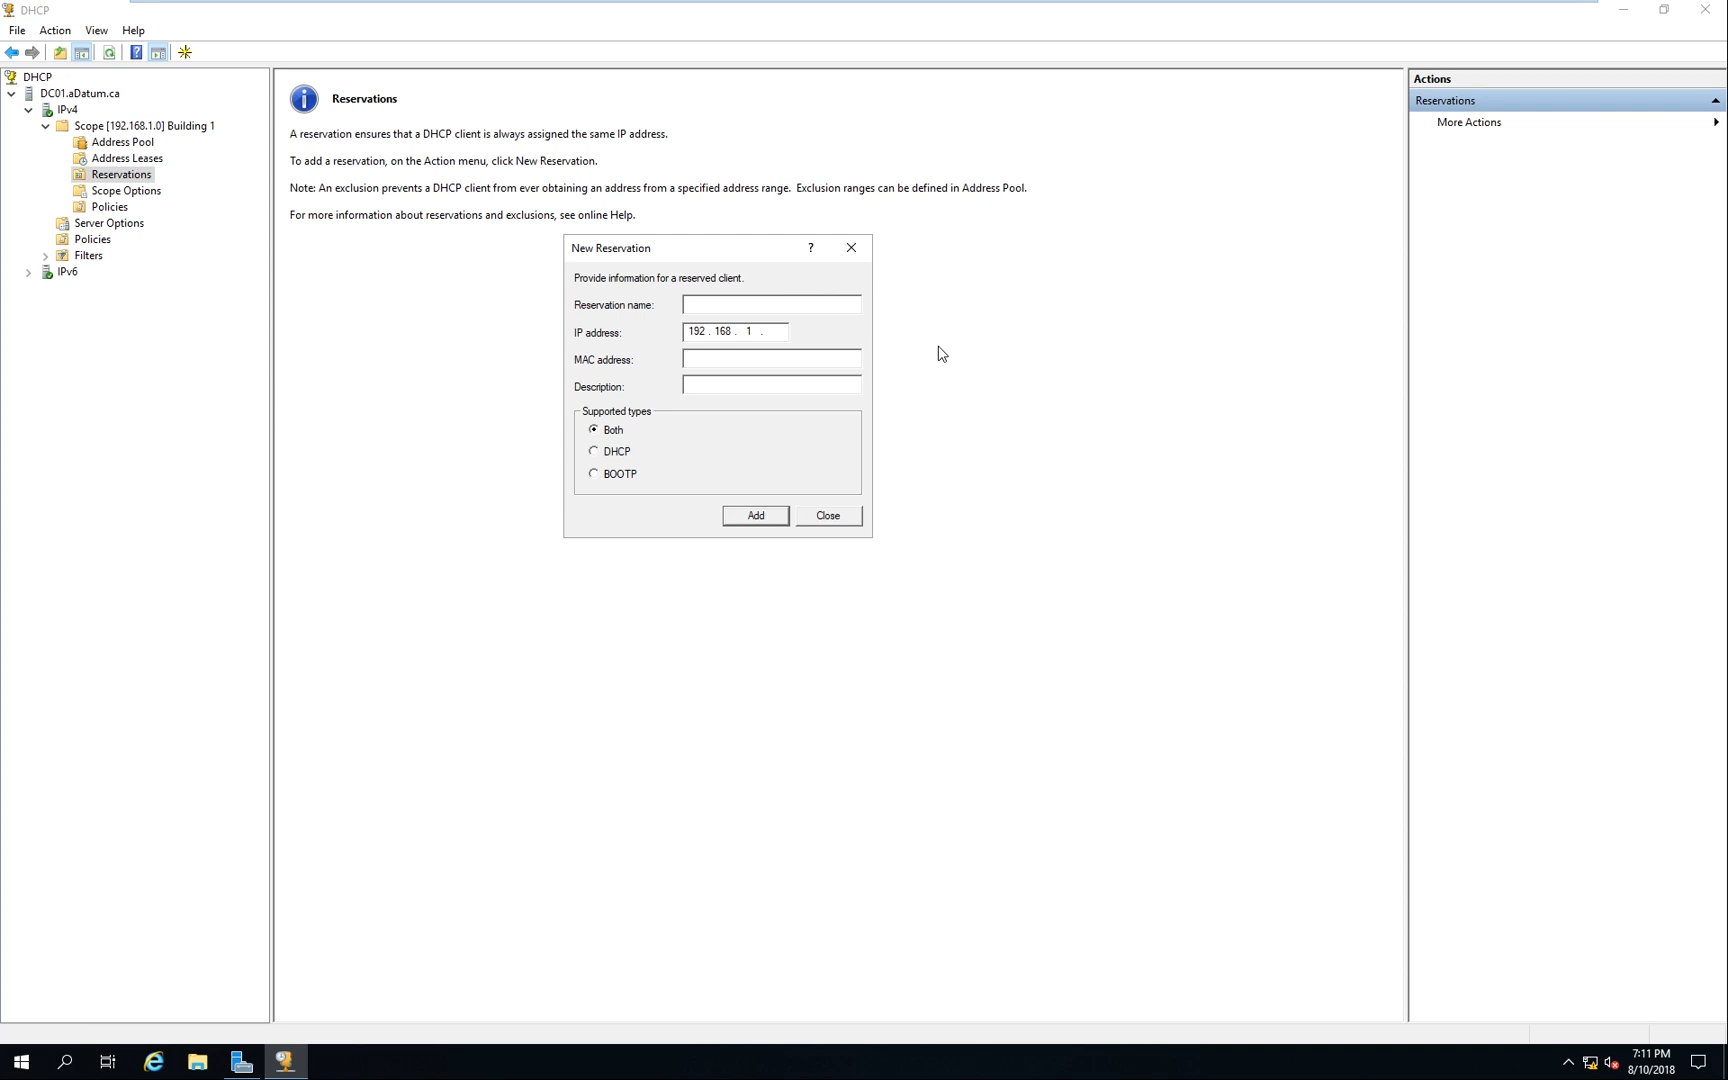 DHCP
File Action View Help
DHCP
DC01.aDatum.ca
IPv4
Scope [192.168.1.0] Building 1
Address Pool
Address Leases
Reservations
Scope Options
Policies
Server Options
Policies
Filters
IPv6
Reservations
A reservation ensures that a DHCP client is always assigned the same IP address.
To add a reservation, on the Action menu, click New Reservation.
Note: An exclusion prevents a DHCP client from ever obtaining an address from a specified address range. Exclusion ranges can be defined in Address Pool.
For more information about reservations and exclusions, see online Help.
New Reservation ?
Provide information for a reserved client.
Reservation name:
IP address: 192 . 168 . 1 .
MAC address:
Description:
Supported types
Both
DHCP
BOOTP
Add Close
Actions
Reservations
More Actions
7:11 PM
8/10/2018